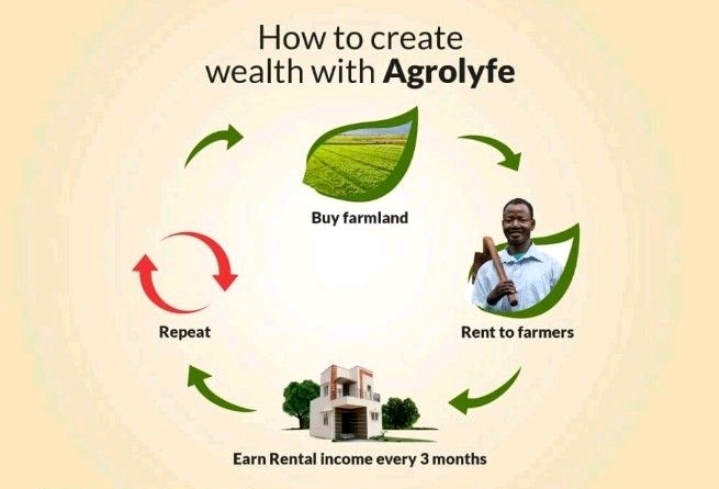 How to create
wealth with Agrolyfe
Buy farmland
Rent to farmers
Earn Rental income every 3 months
Repeat